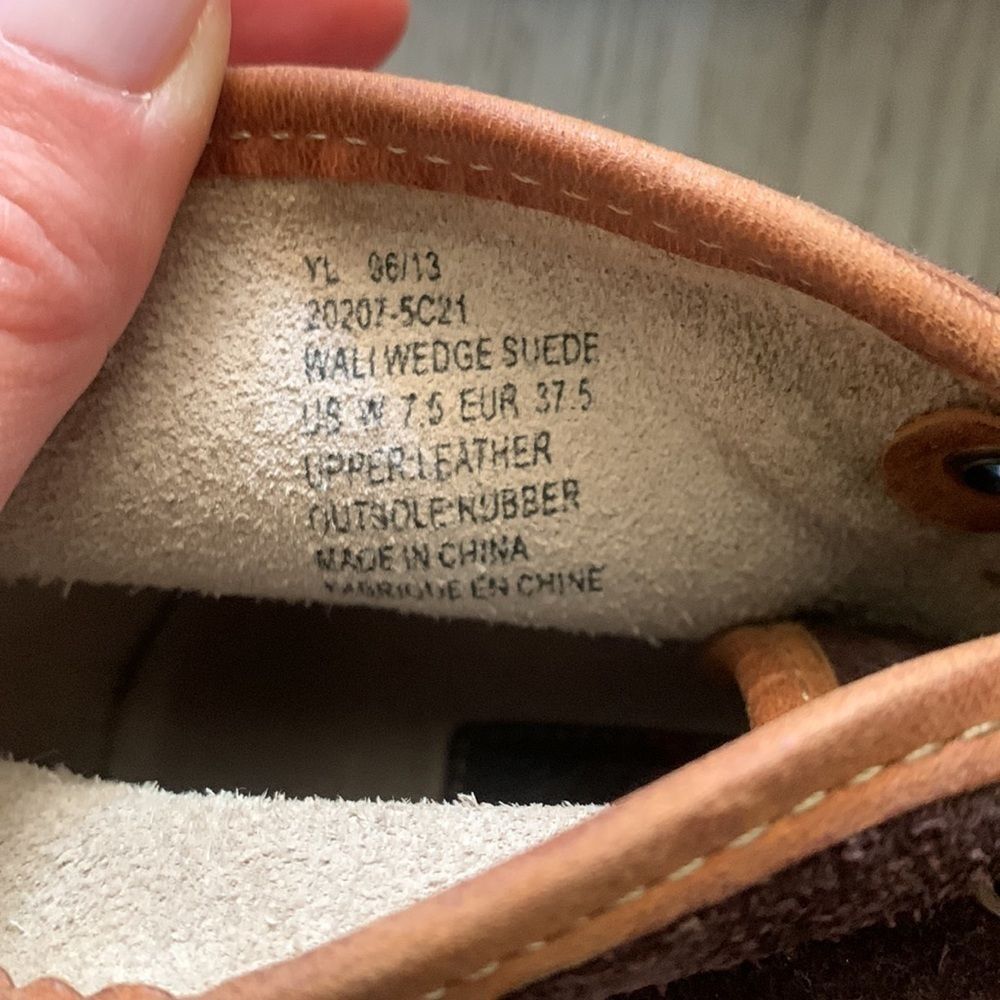 YL 06/13
20207-5C21
WALI WEDGE SUEDE
US W 7.5 EUR 37.5
UPPER:LEATHER
OUTSOLE:RUBBER
MADE IN CHINA
FABRIQUE EN CHINE